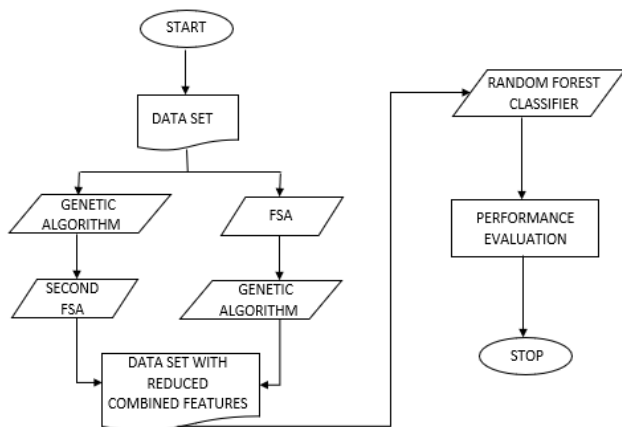 START
DATA SET
GENETIC
ALGORITHM
FSA
SECOND
FSA
GENETIC
ALGORITHM
DATA SET WITH
REDUCED
COMBINED FEATURES
RANDOM FOREST
CLASSIFIER
PERFORMANCE
EVALUATION
STOP